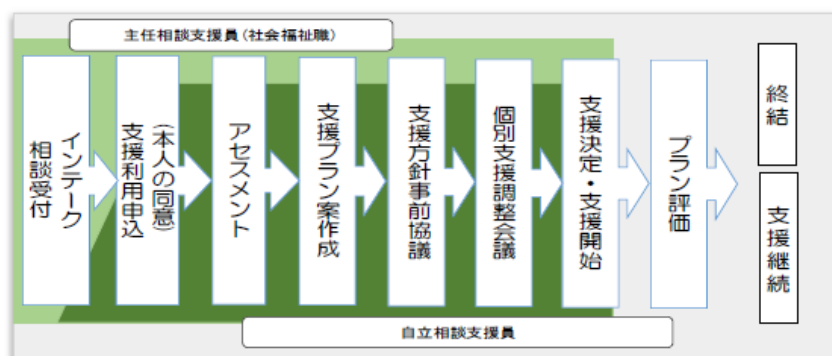 主任相談支援員(社会福祉職)
インテーク
相談受付
(本人の同意)
支援利用申込
アセスメント
支援プラン案作成
支援方針事前協議
個別支援調整会議
支援決定・支援開始
プラン評価
終結
支援継続
自立相談支援員